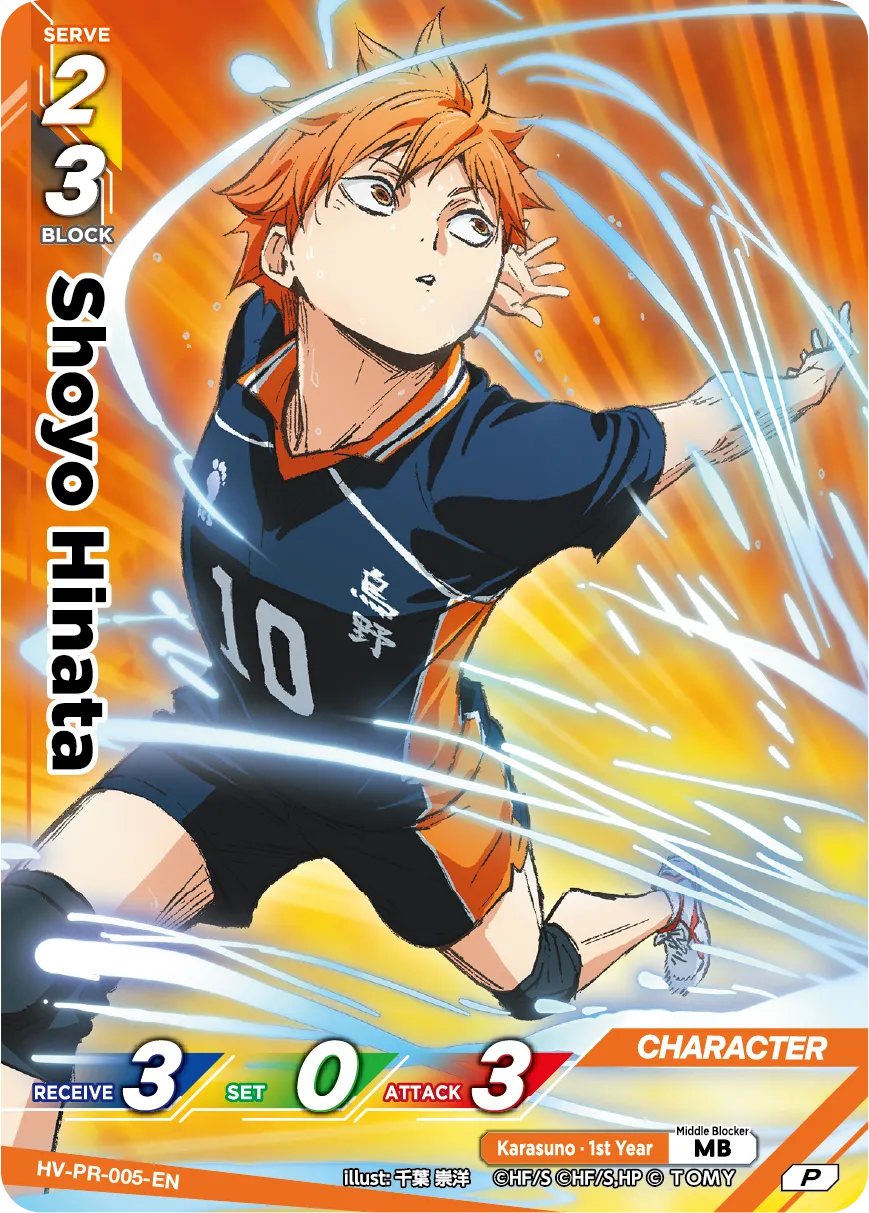 SERVE
2
3
BLOCK
Shoyo Hinata
10
烏野
CHARACTER
RECEIVE 3
SET 0
ATTACK 3
Karasuno · 1st Year
Middle Blocker
MB
HV-PR-005-EN
illust: 千葉 崇洋
©HF/S ©HF/S,HP © TOMY
P